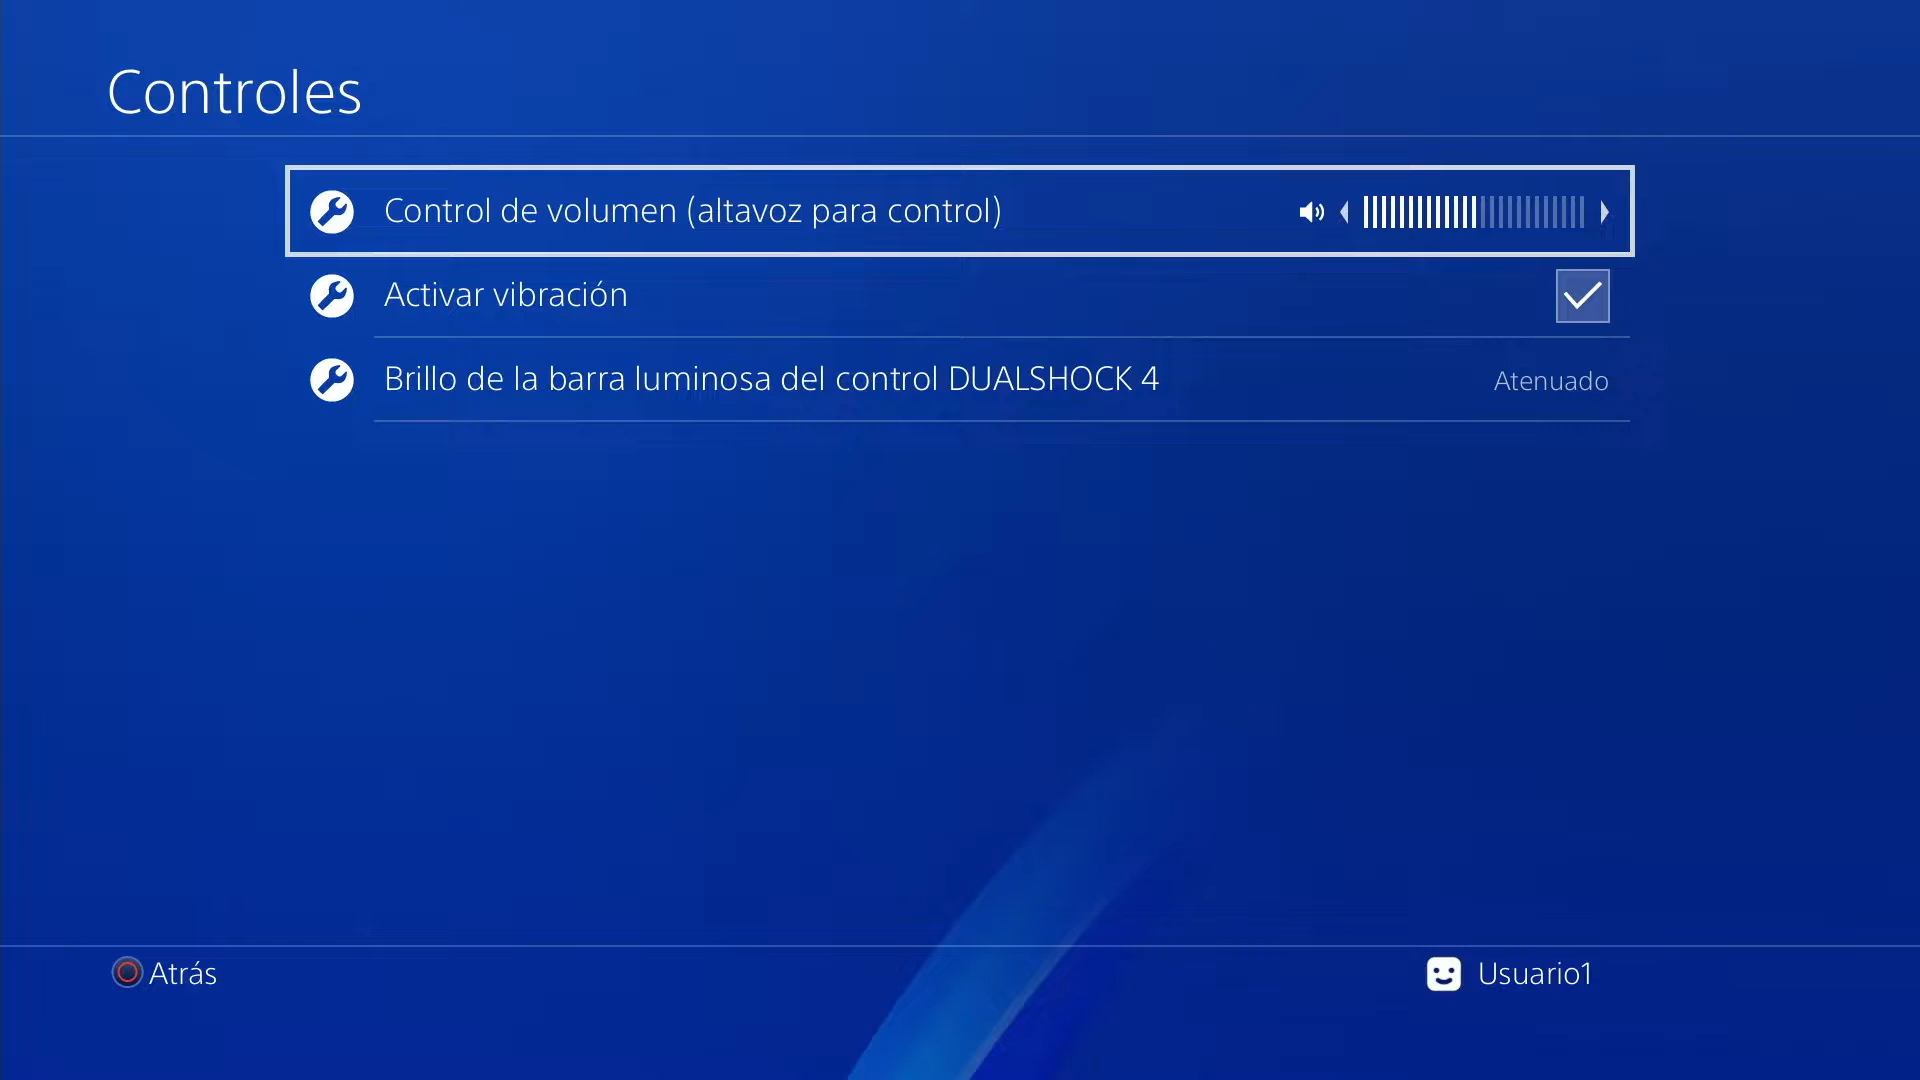 Controles
Control de volumen (altavoz para control)
Activar vibración
Brillo de la barra luminosa del control DUALSHOCK 4 Atenuado
Atrás Usuario1